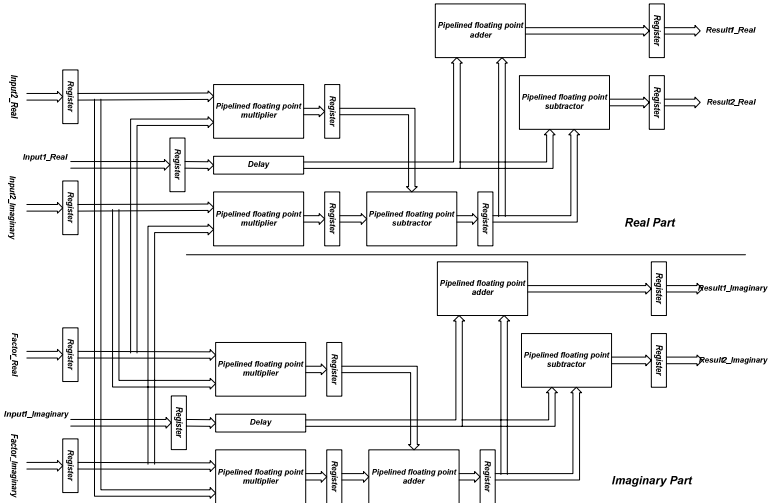 Pipelined floating point
adder
Register
Result1_Real
Input2_Real
Register
Pipelined floating point
multiplier
Register
Pipelined floating point
subtractor
Register
Result2_Real
Input1_Real
Register
Delay
Input2_Imaginary
Register
Pipelined floating point
multiplier
Register
Pipelined floating point
subtractor
Register
Real Part
Pipelined floating point
adder
Register
Result1_Imaginary
Factor_Real
Register
Pipelined floating point
multiplier
Register
Pipelined floating point
subtractor
Register
Result2_Imaginary
Input1_Imaginary
Register
Delay
Factor_Imaginary
Register
Pipelined floating point
multiplier
Register
Pipelined floating point
adder
Register
Imaginary Part